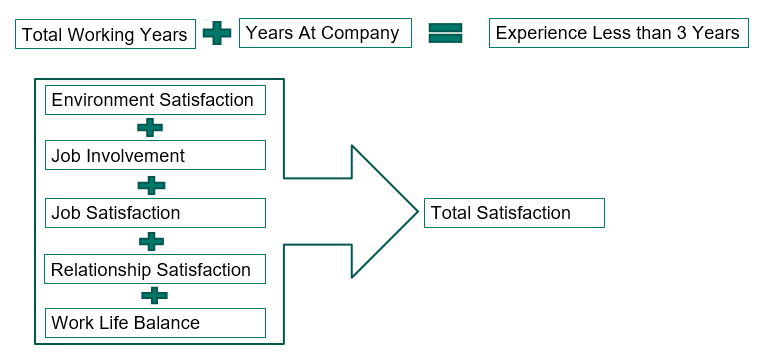 Total Working Years
Years At Company
Experience Less than 3 Years
Environment Satisfaction
Job Involvement
Job Satisfaction
Total Satisfaction
Relationship Satisfaction
Work Life Balance